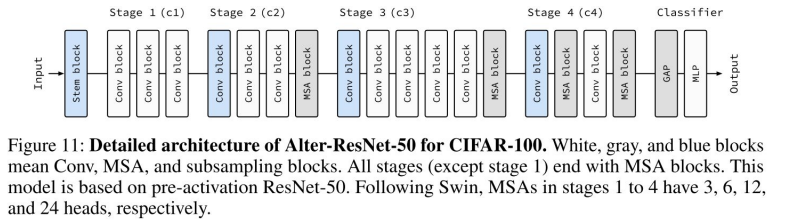 Stage 1 (c1) Stage 2 (c2) Stage 3 (c3) Stage 4 (c4) Classifier
Input
Stem block
Conv block
Conv block
Conv block
Conv block
Conv block
Conv block
MSA block
Conv block
Conv block
Conv block
Conv block
Conv block
MSA block
Conv block
MSA block
Conv block
MSA block
GAP
MLP
Output
Figure 11: Detailed architecture of Alter-ResNet-50 for CIFAR-100. White, gray, and blue blocks
mean Conv, MSA, and subsampling blocks. All stages (except stage 1) end with MSA blocks. This
model is based on pre-activation ResNet-50. Following Swin, MSAs in stages 1 to 4 have 3, 6, 12,
and 24 heads, respectively.